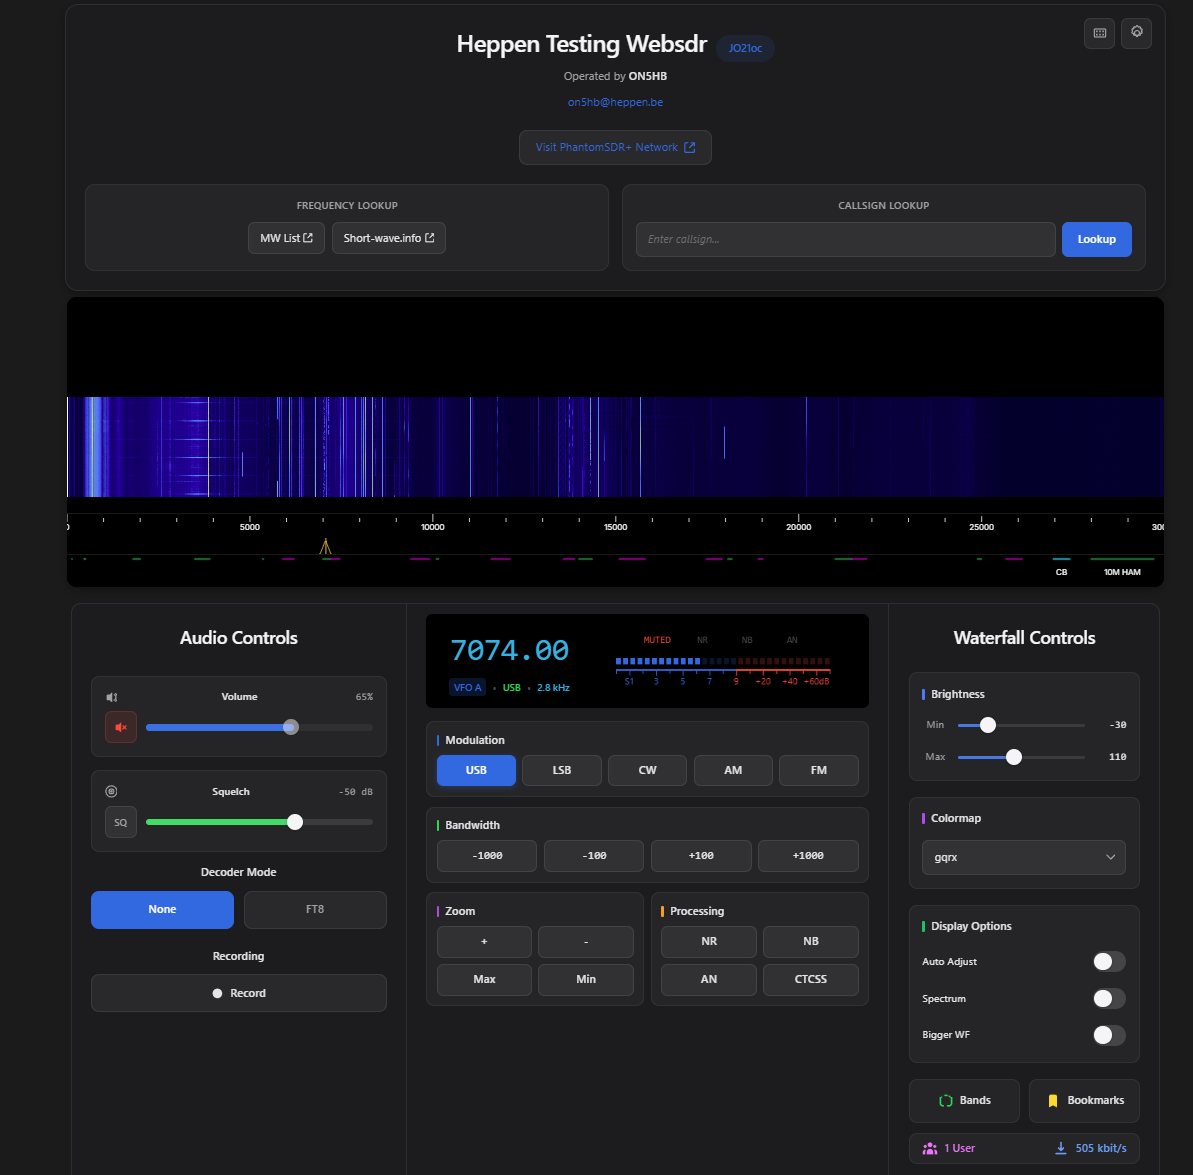 Heppen Testing Websdr JO21oc
Operated by ON5HB
on5hb@heppen.be
Visit PhantomSDR+ Network
FREQUENCY LOOKUP
MW List Short-wave.info
CALLSIGN LOOKUP
Enter callsign... Lookup
0 5000 10000 15000 20000 25000 300
CB 10M HAM
Audio Controls
Volume 65%
Squelch -50 dB
SQ
Decoder Mode
None FT8
Recording
Record
7074.00
VFO A • USB • 2.8 kHz
MUTED NR NB AN
S1 3 5 7 9 +20 +40 +60dB
Modulation
USB LSB CW AM FM
Bandwidth
-1000 -100 +100 +1000
Zoom
+ -
Max Min
Processing
NR NB
AN CTCSS
Waterfall Controls
Brightness
Min -30
Max 110
Colormap
gqrx
Display Options
Auto Adjust
Spectrum
Bigger WF
Bands Bookmarks
1 User 505 kbit/s